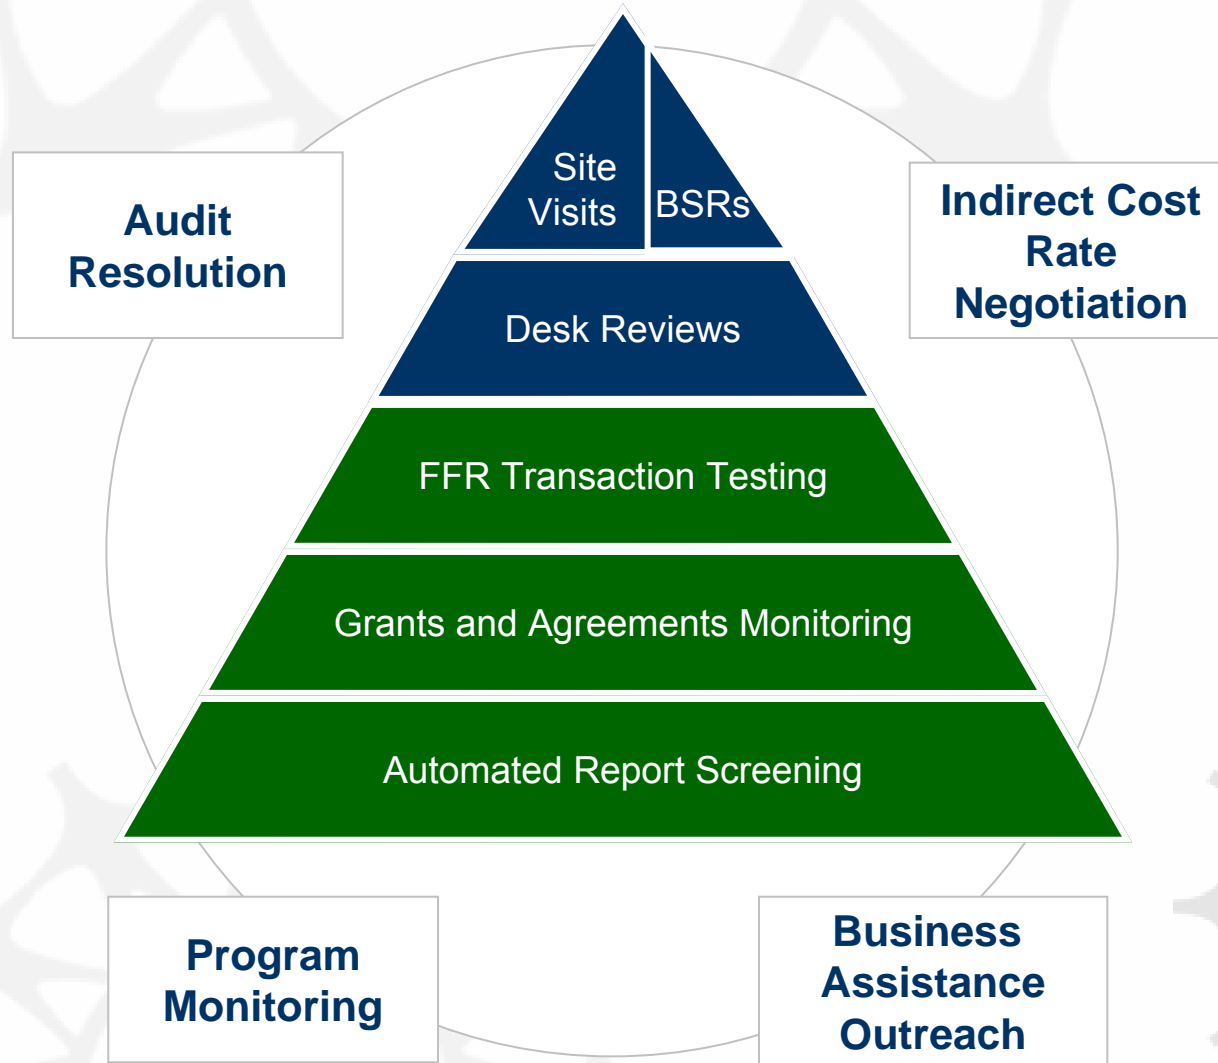 Site
Visits
BSRs
Audit
Resolution
Indirect Cost
Rate
Negotiation
Desk Reviews
FFR Transaction Testing
Grants and Agreements Monitoring
Automated Report Screening
Program
Monitoring
Business
Assistance
Outreach